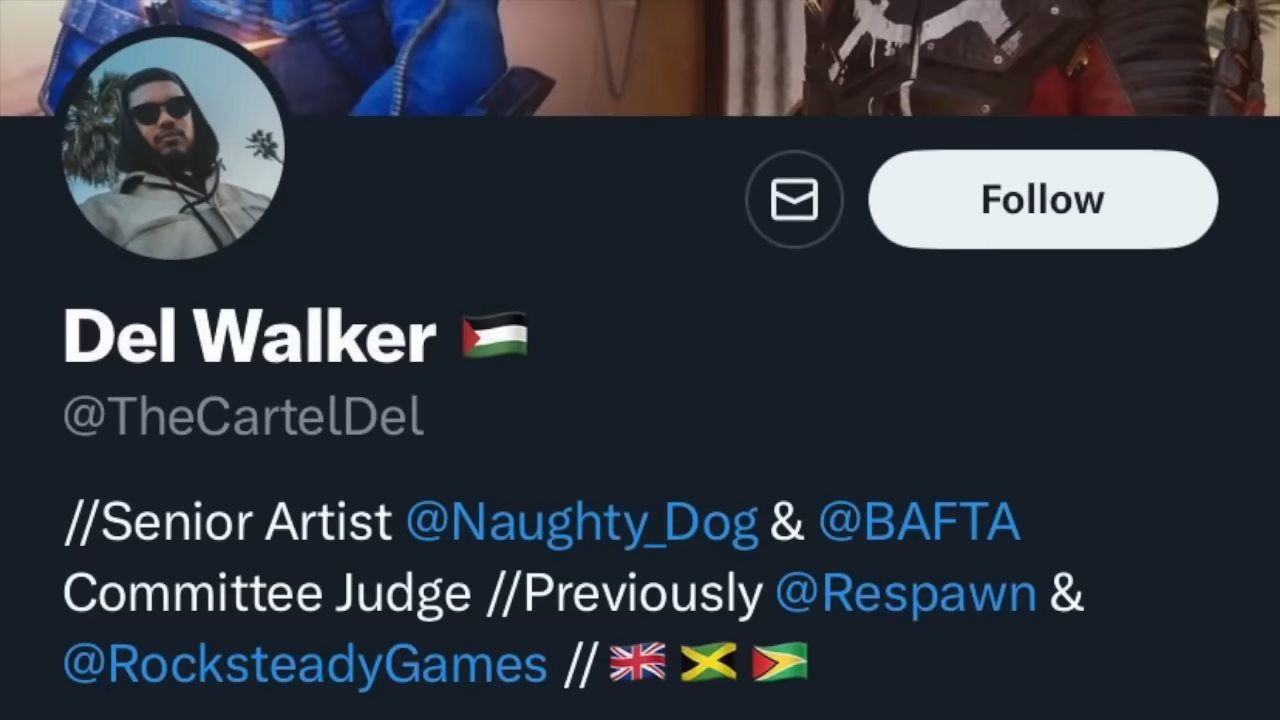 Follow
Del Walker 🇵🇸
@TheCartelDel
//Senior Artist @Naughty_Dog & @BAFTA
Committee Judge //Previously @Respawn &
@RocksteadyGames // 🇬🇧 🇯🇲 🇬🇾